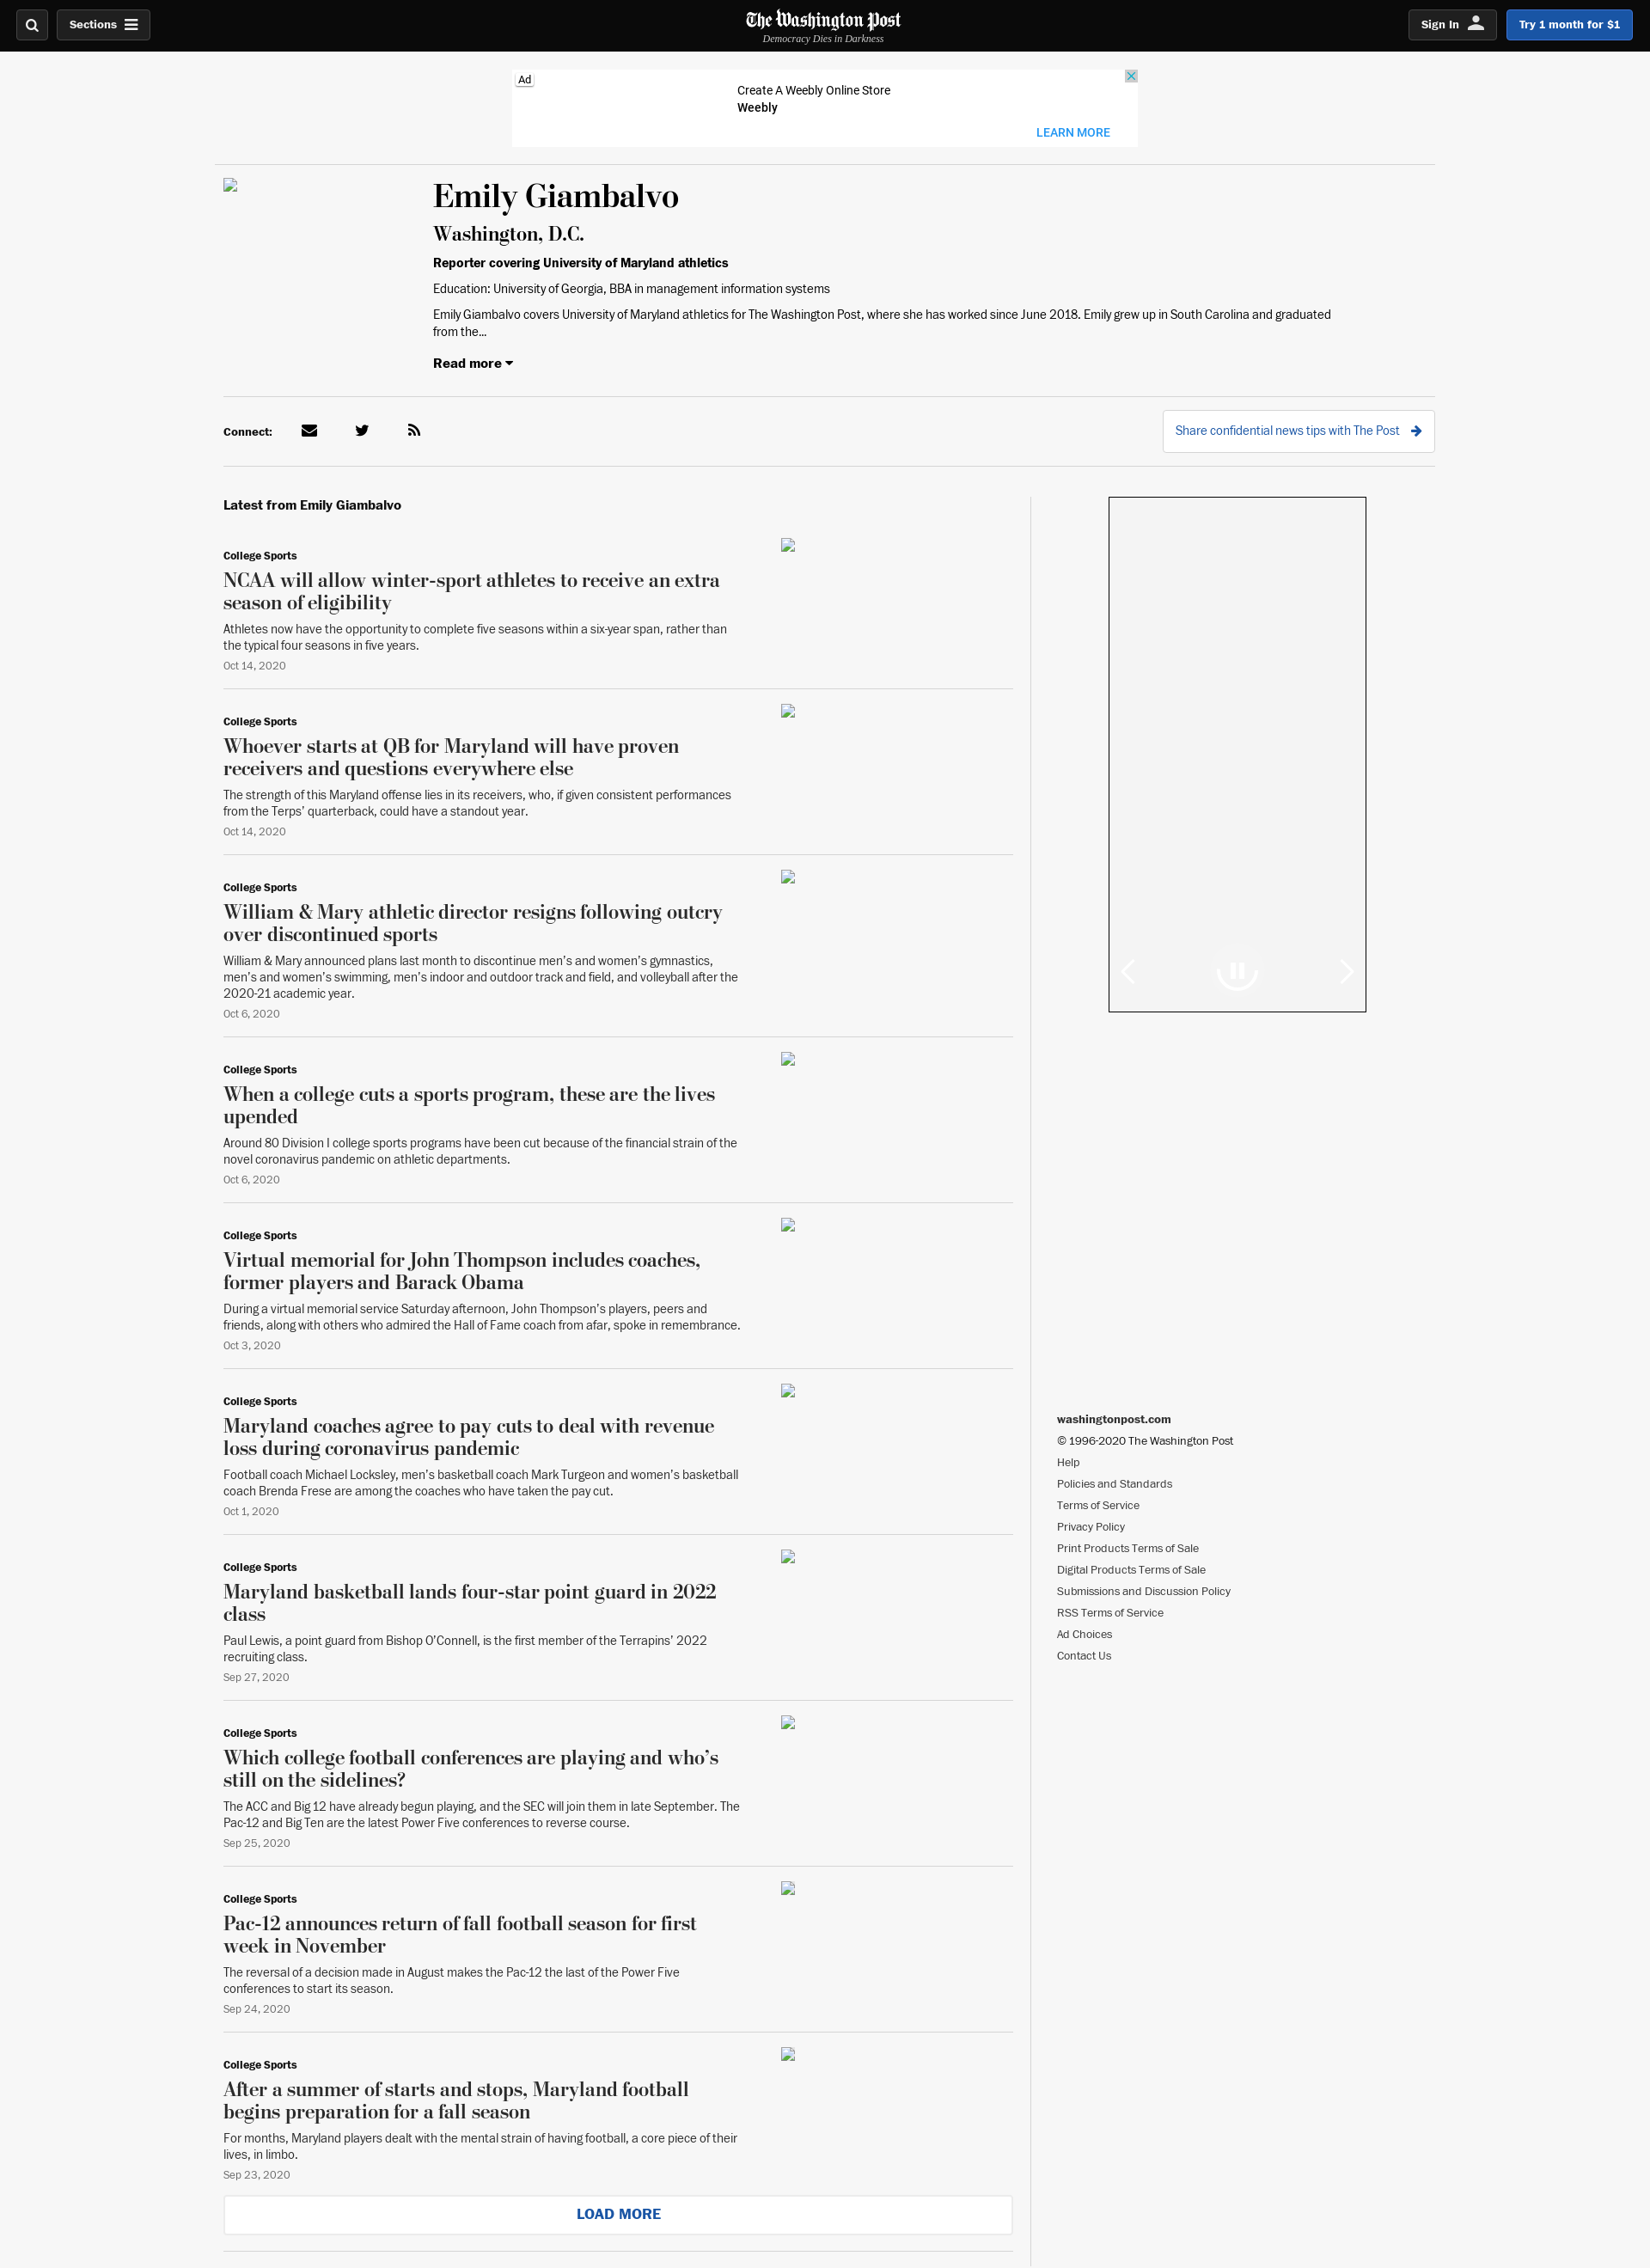 Sections
The Washington Post
Democracy Dies in Darkness
Sign In
Try 1 month for $1
Ad
Create A Weebly Online Store
Weebly
LEARN MORE
Emily Giambalvo
Washington, D.C.
Reporter covering University of Maryland athletics
Education: University of Georgia, BBA in management information systems
Emily Giambalvo covers University of Maryland athletics for The Washington Post, where she has worked since June 2018. Emily grew up in South Carolina and graduated
from the...
Read more
Connect:
Share confidential news tips with The Post
Latest from Emily Giambalvo
College Sports
NCAA will allow winter-sport athletes to receive an extra
season of eligibility
Athletes now have the opportunity to complete five seasons within a six-year span, rather than
the typical four seasons in five years.
Oct 14, 2020
College Sports
Whoever starts at QB for Maryland will have proven
receivers and questions everywhere else
The strength of this Maryland offense lies in its receivers, who, if given consistent performances
from the Terps’ quarterback, could have a standout year.
Oct 14, 2020
College Sports
William & Mary athletic director resigns following outcry
over discontinued sports
William & Mary announced plans last month to discontinue men’s and women’s gymnastics,
men’s and women’s swimming, men’s indoor and outdoor track and field, and volleyball after the
2020-21 academic year.
Oct 6, 2020
College Sports
When a college cuts a sports program, these are the lives
upended
Around 80 Division I college sports programs have been cut because of the financial strain of the
novel coronavirus pandemic on athletic departments.
Oct 6, 2020
College Sports
Virtual memorial for John Thompson includes coaches,
former players and Barack Obama
During a virtual memorial service Saturday afternoon, John Thompson’s players, peers and
friends, along with others who admired the Hall of Fame coach from afar, spoke in remembrance.
Oct 3, 2020
College Sports
Maryland coaches agree to pay cuts to deal with revenue
loss during coronavirus pandemic
Football coach Michael Locksley, men’s basketball coach Mark Turgeon and women’s basketball
coach Brenda Frese are among the coaches who have taken the pay cut.
Oct 1, 2020
College Sports
Maryland basketball lands four-star point guard in 2022
class
Paul Lewis, a point guard from Bishop O’Connell, is the first member of the Terrapins’ 2022
recruiting class.
Sep 27, 2020
College Sports
Which college football conferences are playing and who’s
still on the sidelines?
The ACC and Big 12 have already begun playing, and the SEC will join them in late September. The
Pac-12 and Big Ten are the latest Power Five conferences to reverse course.
Sep 25, 2020
College Sports
Pac-12 announces return of fall football season for first
week in November
The reversal of a decision made in August makes the Pac-12 the last of the Power Five
conferences to start its season.
Sep 24, 2020
College Sports
After a summer of starts and stops, Maryland football
begins preparation for a fall season
For months, Maryland players dealt with the mental strain of having football, a core piece of their
lives, in limbo.
Sep 23, 2020
LOAD MORE
washingtonpost.com
© 1996-2020 The Washington Post
Help
Policies and Standards
Terms of Service
Privacy Policy
Print Products Terms of Sale
Digital Products Terms of Sale
Submissions and Discussion Policy
RSS Terms of Service
Ad Choices
Contact Us